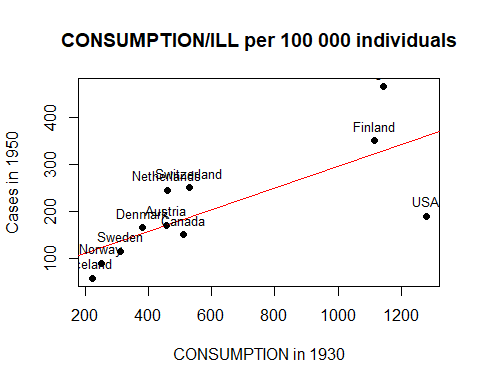 CONSUMPTION/ILL per 100 000 individuals
Cases in 1950
400
300
200
100
Finland
Switzerland
Netherlands
USA
Austria
Denmark
Canada
Sweden
Norway
celand
200
400
600
800
1000
1200
CONSUMPTION in 1930